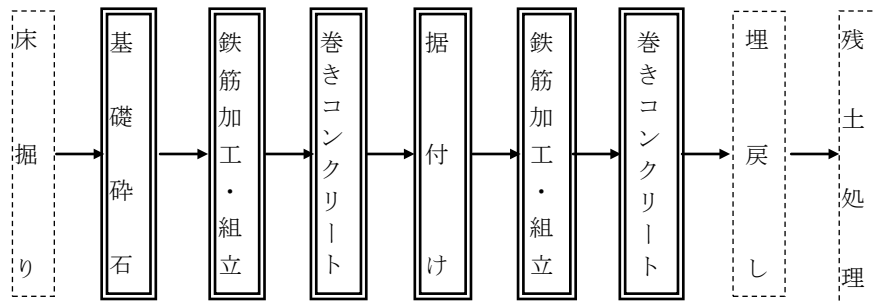 床掘り
基礎砕石
鉄筋加工・組立
巻きコンクリート
据付け
鉄筋加工・組立
巻きコンクリート
埋戻し
残土処理